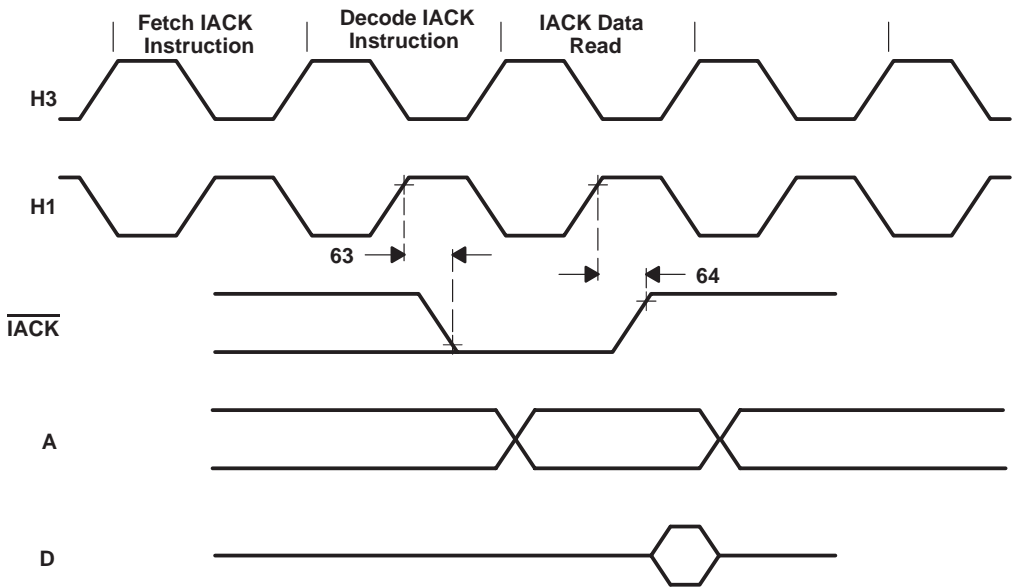 Fetch IACK
Instruction
Decode IACK
Instruction
IACK Data
Read
H3
H1
63
64
IACK
A
D